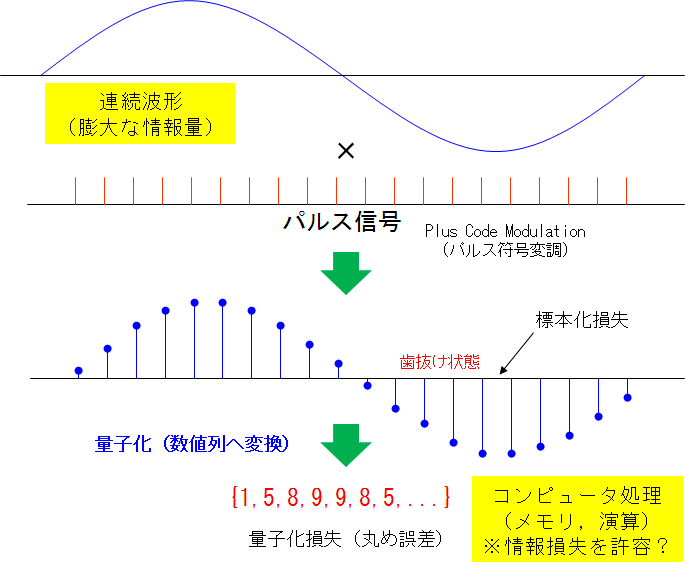 連続波形
（膨大な情報量）
×
パルス信号
Plus Code Modulation
（パルス符号変調）
標本化損失
歯抜け状態
量子化（数値列へ変換）
{1,5,8,9,9,8,5,...}
量子化損失（丸め誤差）
コンピュータ処理
（メモリ，演算）
※情報損失を許容？